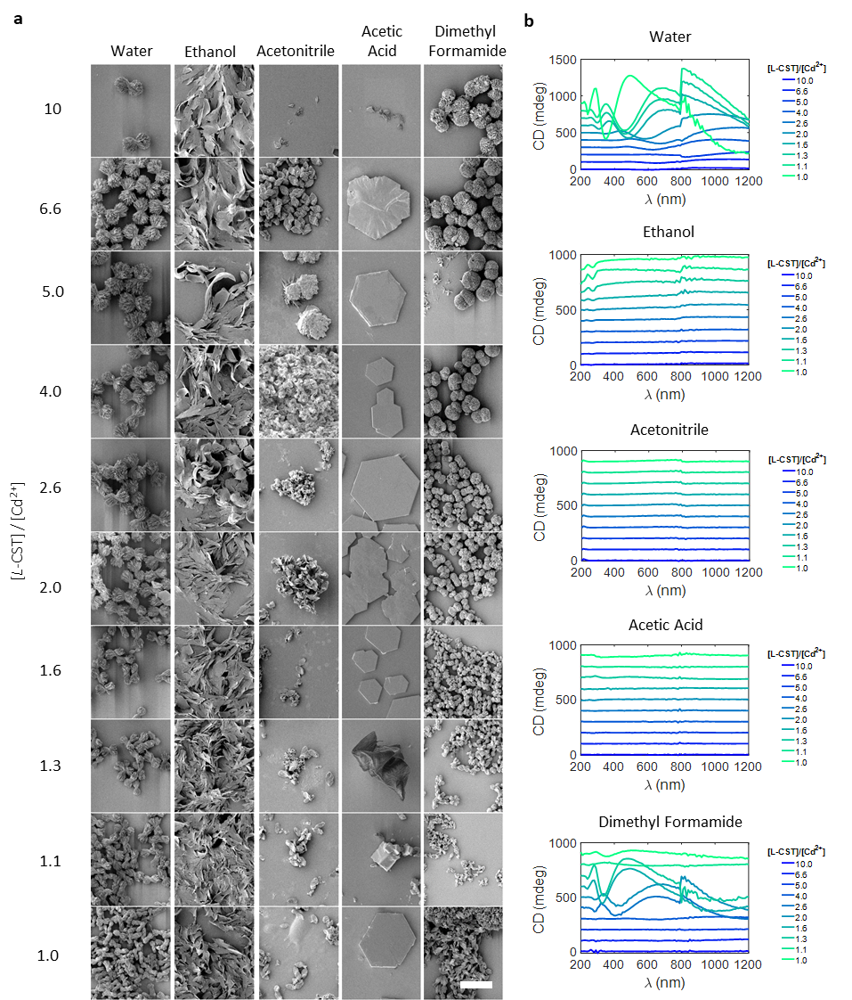 a
Water
Ethanol
Acetonitrile
Acetic
Acid
Dimethyl
Formamide
10
6.6
5.0
4.0
2.6
2.0
1.6
1.3
1.1
1.0
[L-CST] / [Cd²⁺]
b
Water
1500
1000
500
0
CD (mdeg)
200 400 600 800 1000 1200
λ (nm)
[L-CST]/[Cd²⁺]
10.0
6.6
5.0
4.0
2.6
2.0
1.6
1.3
1.1
1.0
Ethanol
1000
500
0
CD (mdeg)
200 400 600 800 1000 1200
λ (nm)
[L-CST]/[Cd²⁺]
10.0
6.6
5.0
4.0
2.6
2.0
1.6
1.3
1.1
1.0
Acetonitrile
1000
500
0
CD (mdeg)
200 400 600 800 1000 1200
λ (nm)
[L-CST]/[Cd²⁺]
10.0
6.6
5.0
4.0
2.6
2.0
1.6
1.3
1.1
1.0
Acetic Acid
1000
500
0
CD (mdeg)
200 400 600 800 1000 1200
λ (nm)
[L-CST]/[Cd²⁺]
10.0
6.6
5.0
4.0
2.6
2.0
1.6
1.3
1.1
1.0
Dimethyl Formamide
1000
500
0
CD (mdeg)
200 400 600 800 1000 1200
λ (nm)
[L-CST]/[Cd²⁺]
10.0
6.6
5.0
4.0
2.6
2.0
1.6
1.3
1.1
1.0